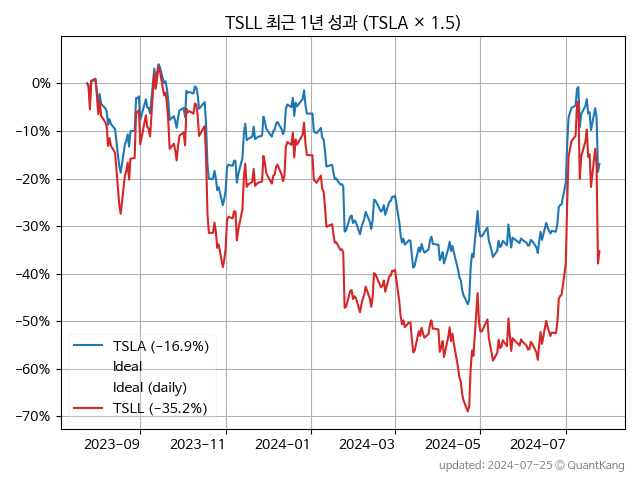 TSLL 최근 1년 성과 (TSLA × 1.5)
0%
−10%
−20%
−30%
−40%
−50%
−60%
−70%
TSLA (−16.9%)
Ideal
Ideal (daily)
TSLL (−35.2%)
2023−09
2023−11
2024−01
2024−03
2024−05
2024−07
updated: 2024−07−25 © QuantKang